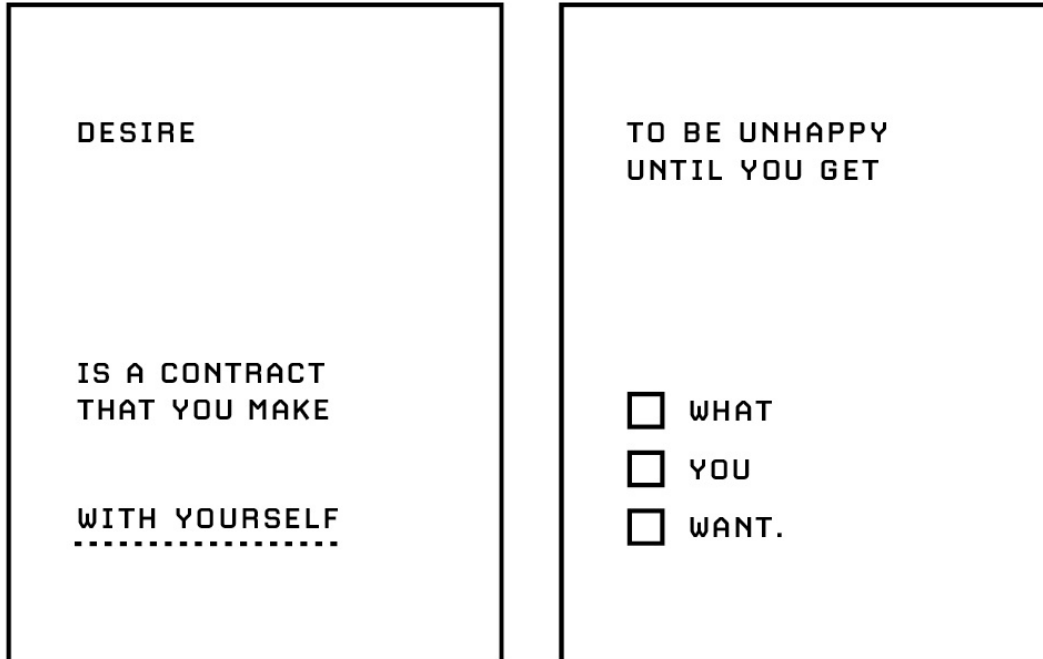 DESIRE
IS A CONTRACT
THAT YOU MAKE
WITH YOURSELF
TO BE UNHAPPY
UNTIL YOU GET
WHAT
YOU
WANT.